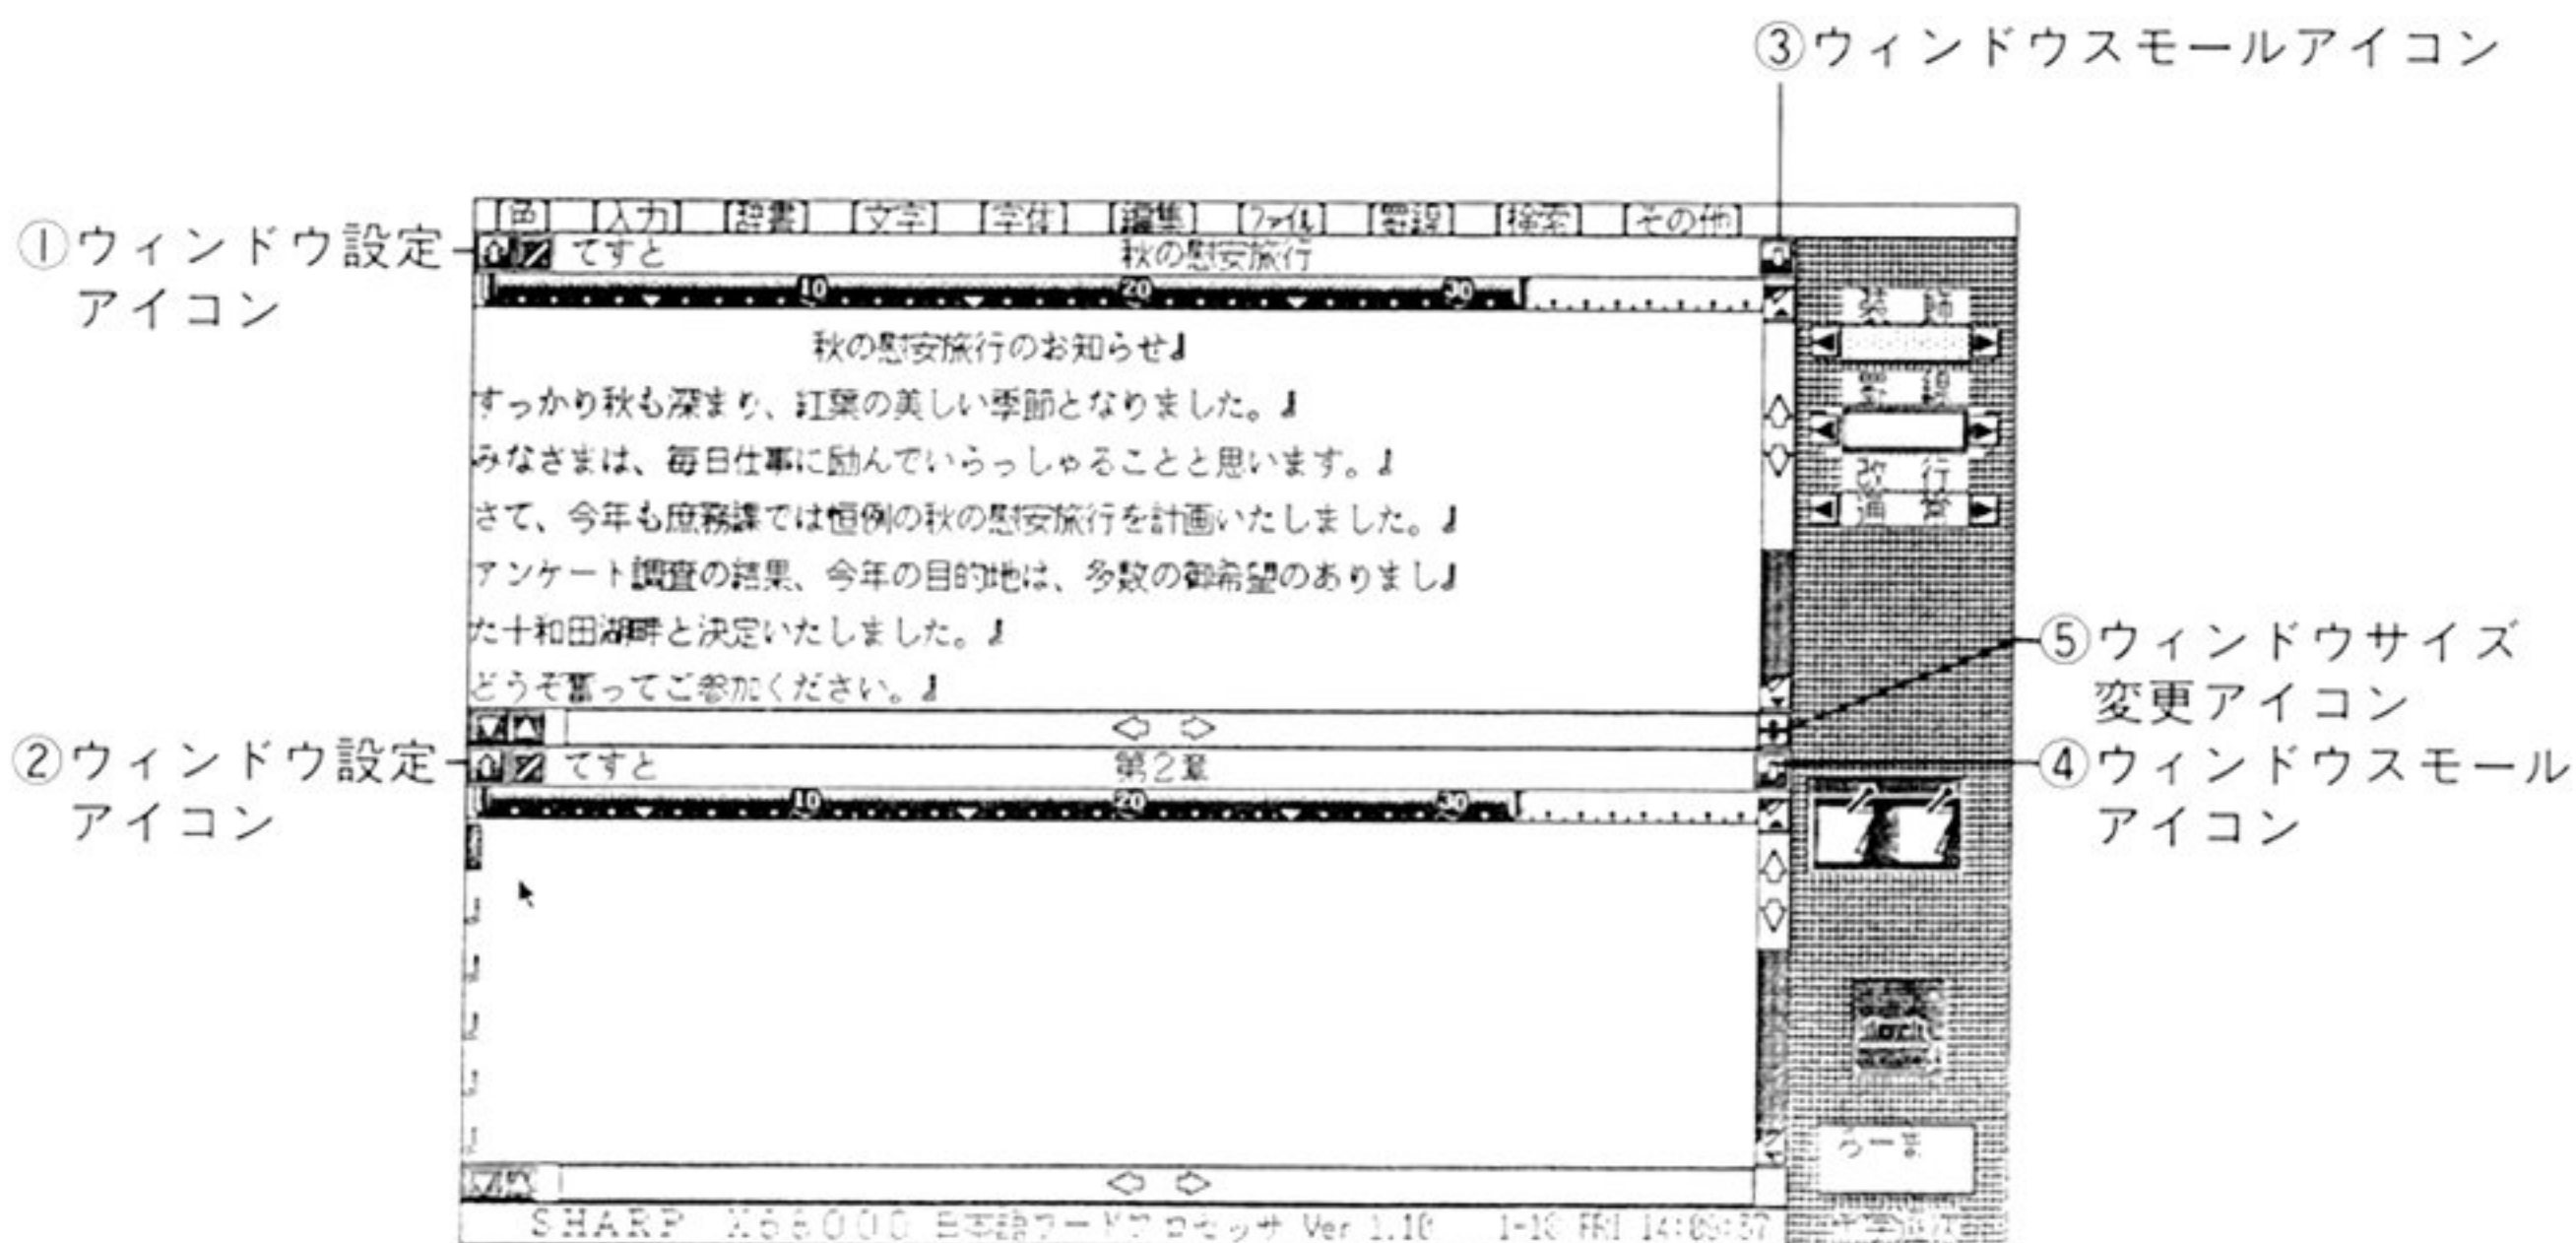 ③ウィンドウスモールアイコン
①ウィンドウ設定
アイコン
[色] [入力] [辞書] [文字] [字体] [編集] [ファイル] [罫線] [検索] [その他]
てすと 秋の慰安旅行
10 20 30
秋の慰安旅行のお知らせ』
すっかり秋も深まり、紅葉の美しい季節となりました。』
みなさまは、毎日仕事に励んでいらっしゃることと思います。』
さて、今年も庶務課では恒例の秋の慰安旅行を計画いたしました。』
アンケート調査の結果、今年の目的地は、多数の御希望のありまし』
た十和田湖畔と決定いたしました。』
どうぞ奮ってご参加ください。』
装 飾
罫 線
改 行
通 常
⑤ウィンドウサイズ
変更アイコン
②ウィンドウ設定
アイコン
てすと 第2章
10 20 30
④ウィンドウスモール
アイコン
ろーま
SHARP X68000 日本語ワードプロセッサ Ver 1.10 FRI